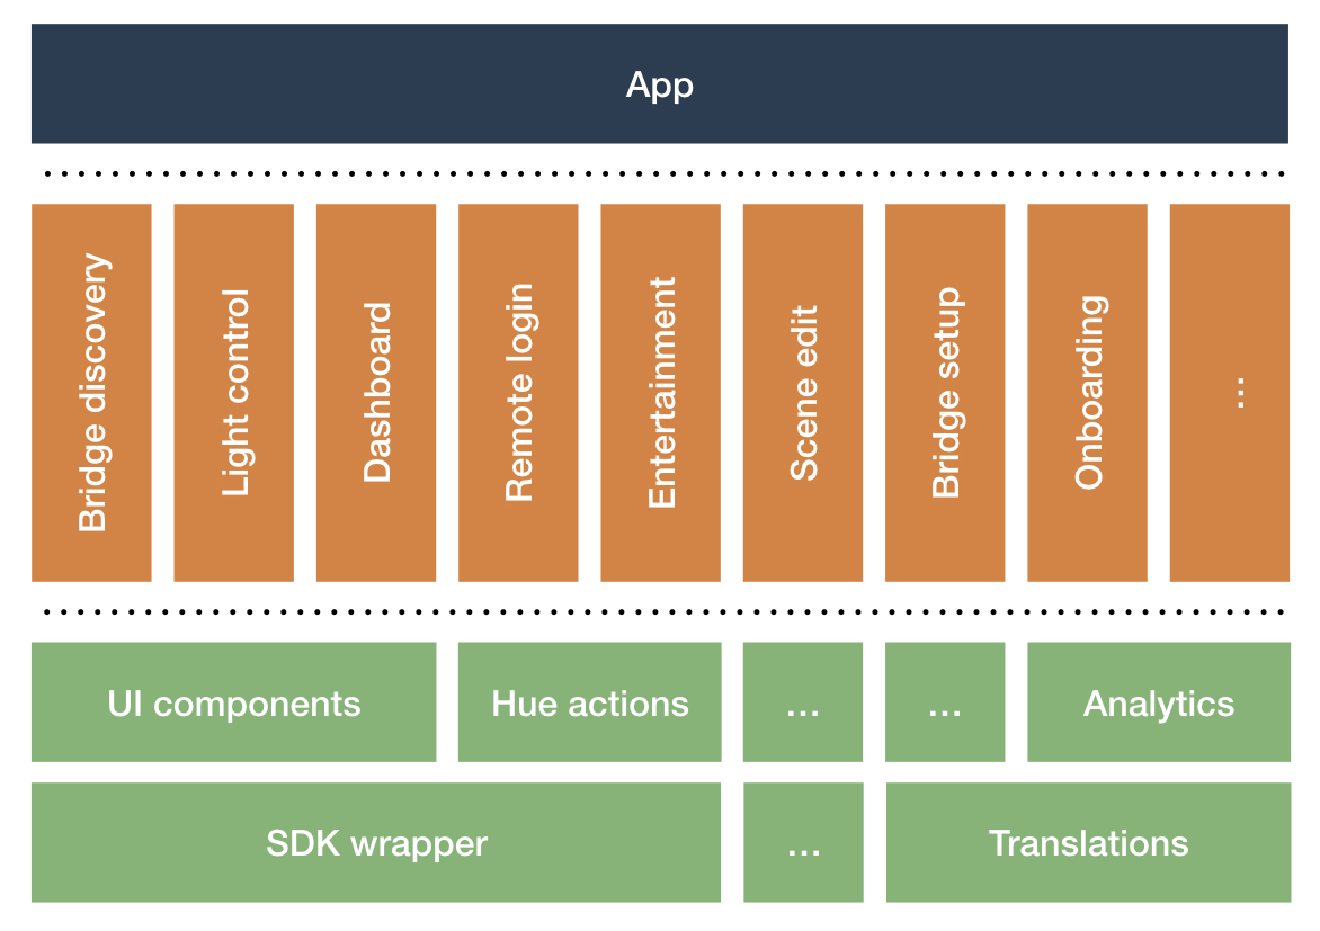 App
Bridge discovery
Light control
Dashboard
Remote login
Entertainment
Scene edit
Bridge setup
Onboarding
...
UI components
Hue actions
...
...
Analytics
SDK wrapper
...
Translations